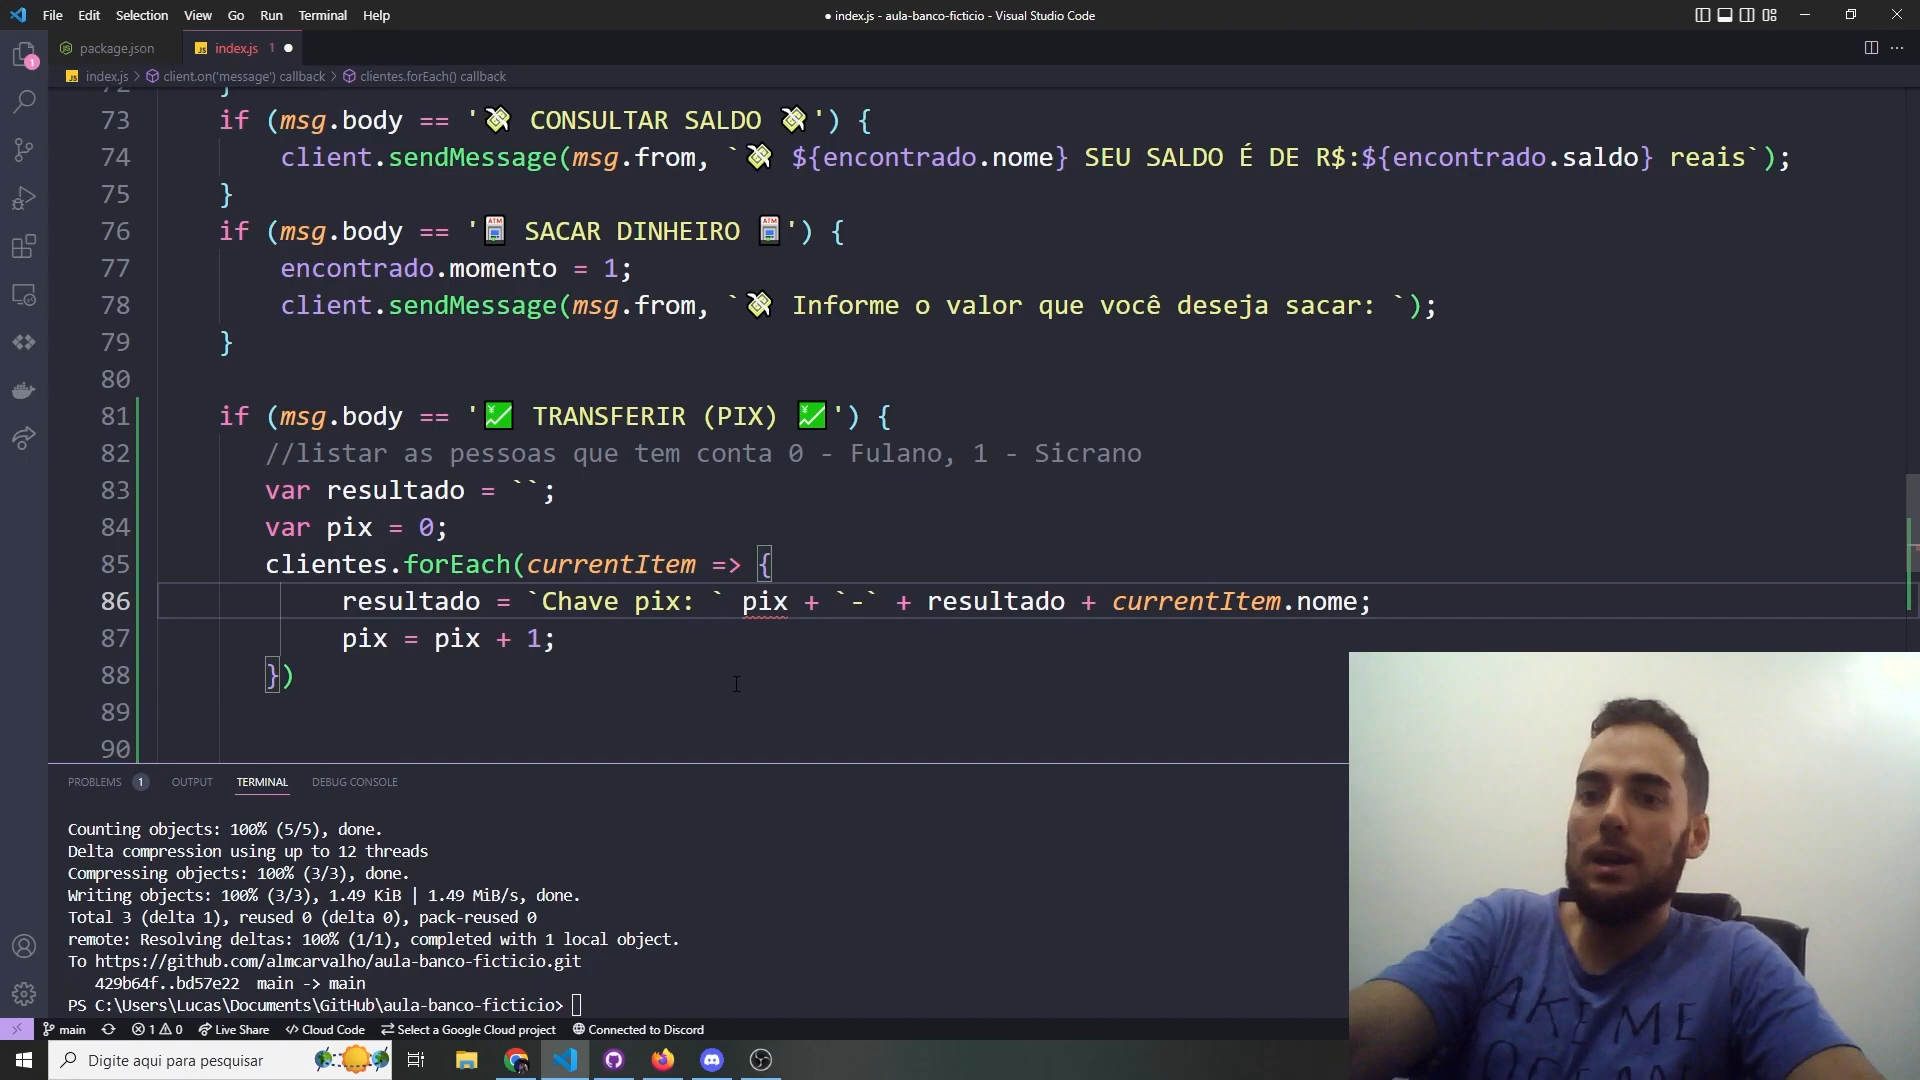 File Edit Selection View Go Run Terminal Help
● index.js - aula-banco-ficticio - Visual Studio Code
package.json
index.js 1 ●
index.js > client.on('message') callback > clientes.forEach() callback
72 }
73 if (msg.body == '💸 CONSULTAR SALDO 💸') {
74 client.sendMessage(msg.from, `💸 ${encontrado.nome} SEU SALDO É DE R$:${encontrado.saldo} reais`);
75 }
76 if (msg.body == '🏧 SACAR DINHEIRO 🏧') {
77 encontrado.momento = 1;
78 client.sendMessage(msg.from, `💸 Informe o valor que você deseja sacar: `);
79 }
80
81 if (msg.body == '💹 TRANSFERIR (PIX) 💹') {
82 //listar as pessoas que tem conta 0 - Fulano, 1 - Sicrano
83 var resultado = ``;
84 var pix = 0;
85 clientes.forEach(currentItem => {
86 resultado = `Chave pix: ` pix + `-` + resultado + currentItem.nome;
87 pix = pix + 1;
88 })
89
90
PROBLEMS 1 OUTPUT TERMINAL DEBUG CONSOLE
Counting objects: 100% (5/5), done.
Delta compression using up to 12 threads
Compressing objects: 100% (3/3), done.
Writing objects: 100% (3/3), 1.49 KiB | 1.49 MiB/s, done.
Total 3 (delta 1), reused 0 (delta 0), pack-reused 0
remote: Resolving deltas: 100% (1/1), completed with 1 local object.
To https://github.com/almcarvalho/aula-banco-ficticio.git
429b64f..bd57e22 main -> main
PS C:\Users\Lucas\Documents\GitHub\aula-banco-ficticio>
main 1 0 Live Share Cloud Code Select a Google Cloud project Connected to Discord
Digite aqui para pesquisar